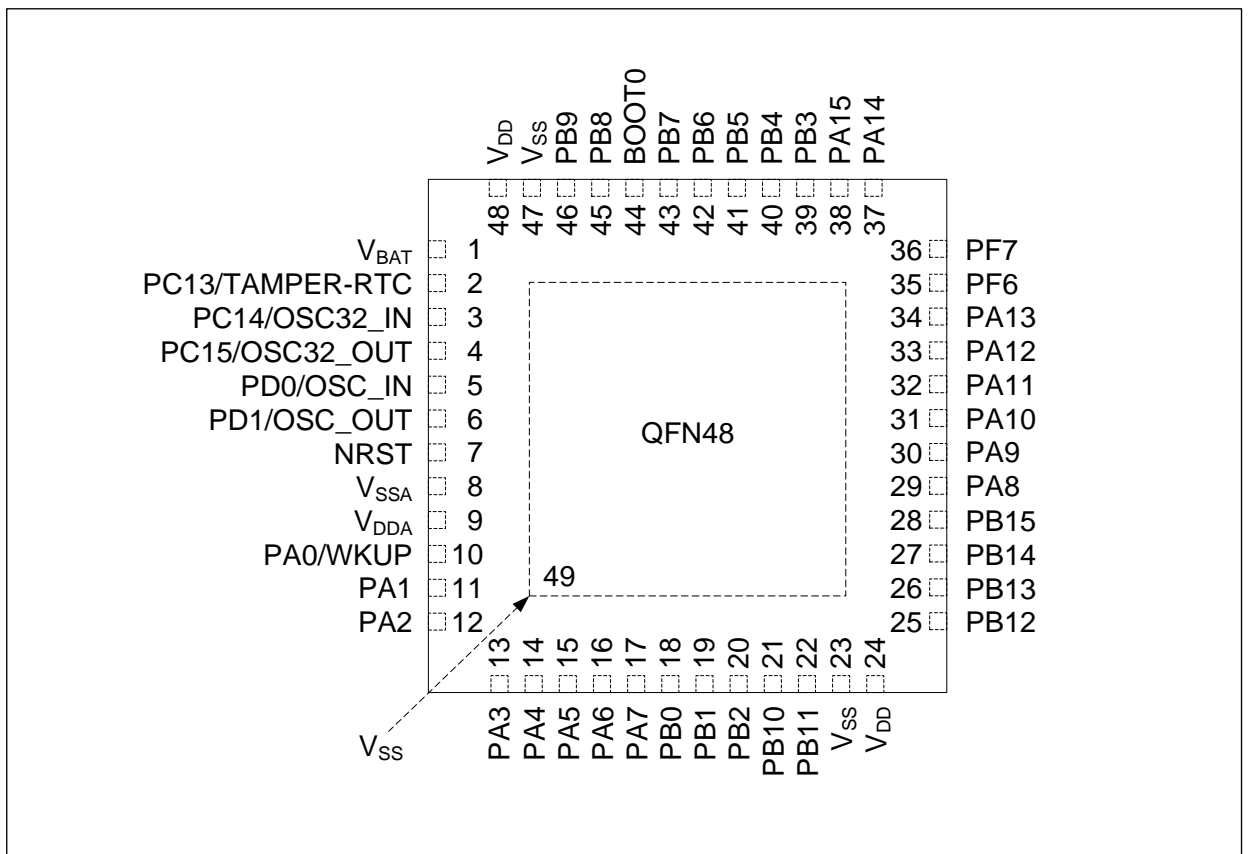 VDD
VSS
PB9
PB8
BOOT0
PB7
PB6
PB5
PB4
PB3
PA15
PA14
48
47
46
45
44
43
42
41
40
39
38
37
VBAT 1
PC13/TAMPER-RTC 2
PC14/OSC32_IN 3
PC15/OSC32_OUT 4
PD0/OSC_IN 5
PD1/OSC_OUT 6
NRST 7
VSSA 8
VDDA 9
PA0/WKUP 10
PA1 11
PA2 12
36 PF7
35 PF6
34 PA13
33 PA12
32 PA11
31 PA10
30 PA9
29 PA8
28 PB15
27 PB14
26 PB13
25 PB12
QFN48
49
13
14
15
16
17
18
19
20
21
22
23
24
PA3
PA4
PA5
PA6
PA7
PB0
PB1
PB2
PB10
PB11
VSS
VDD
VSS